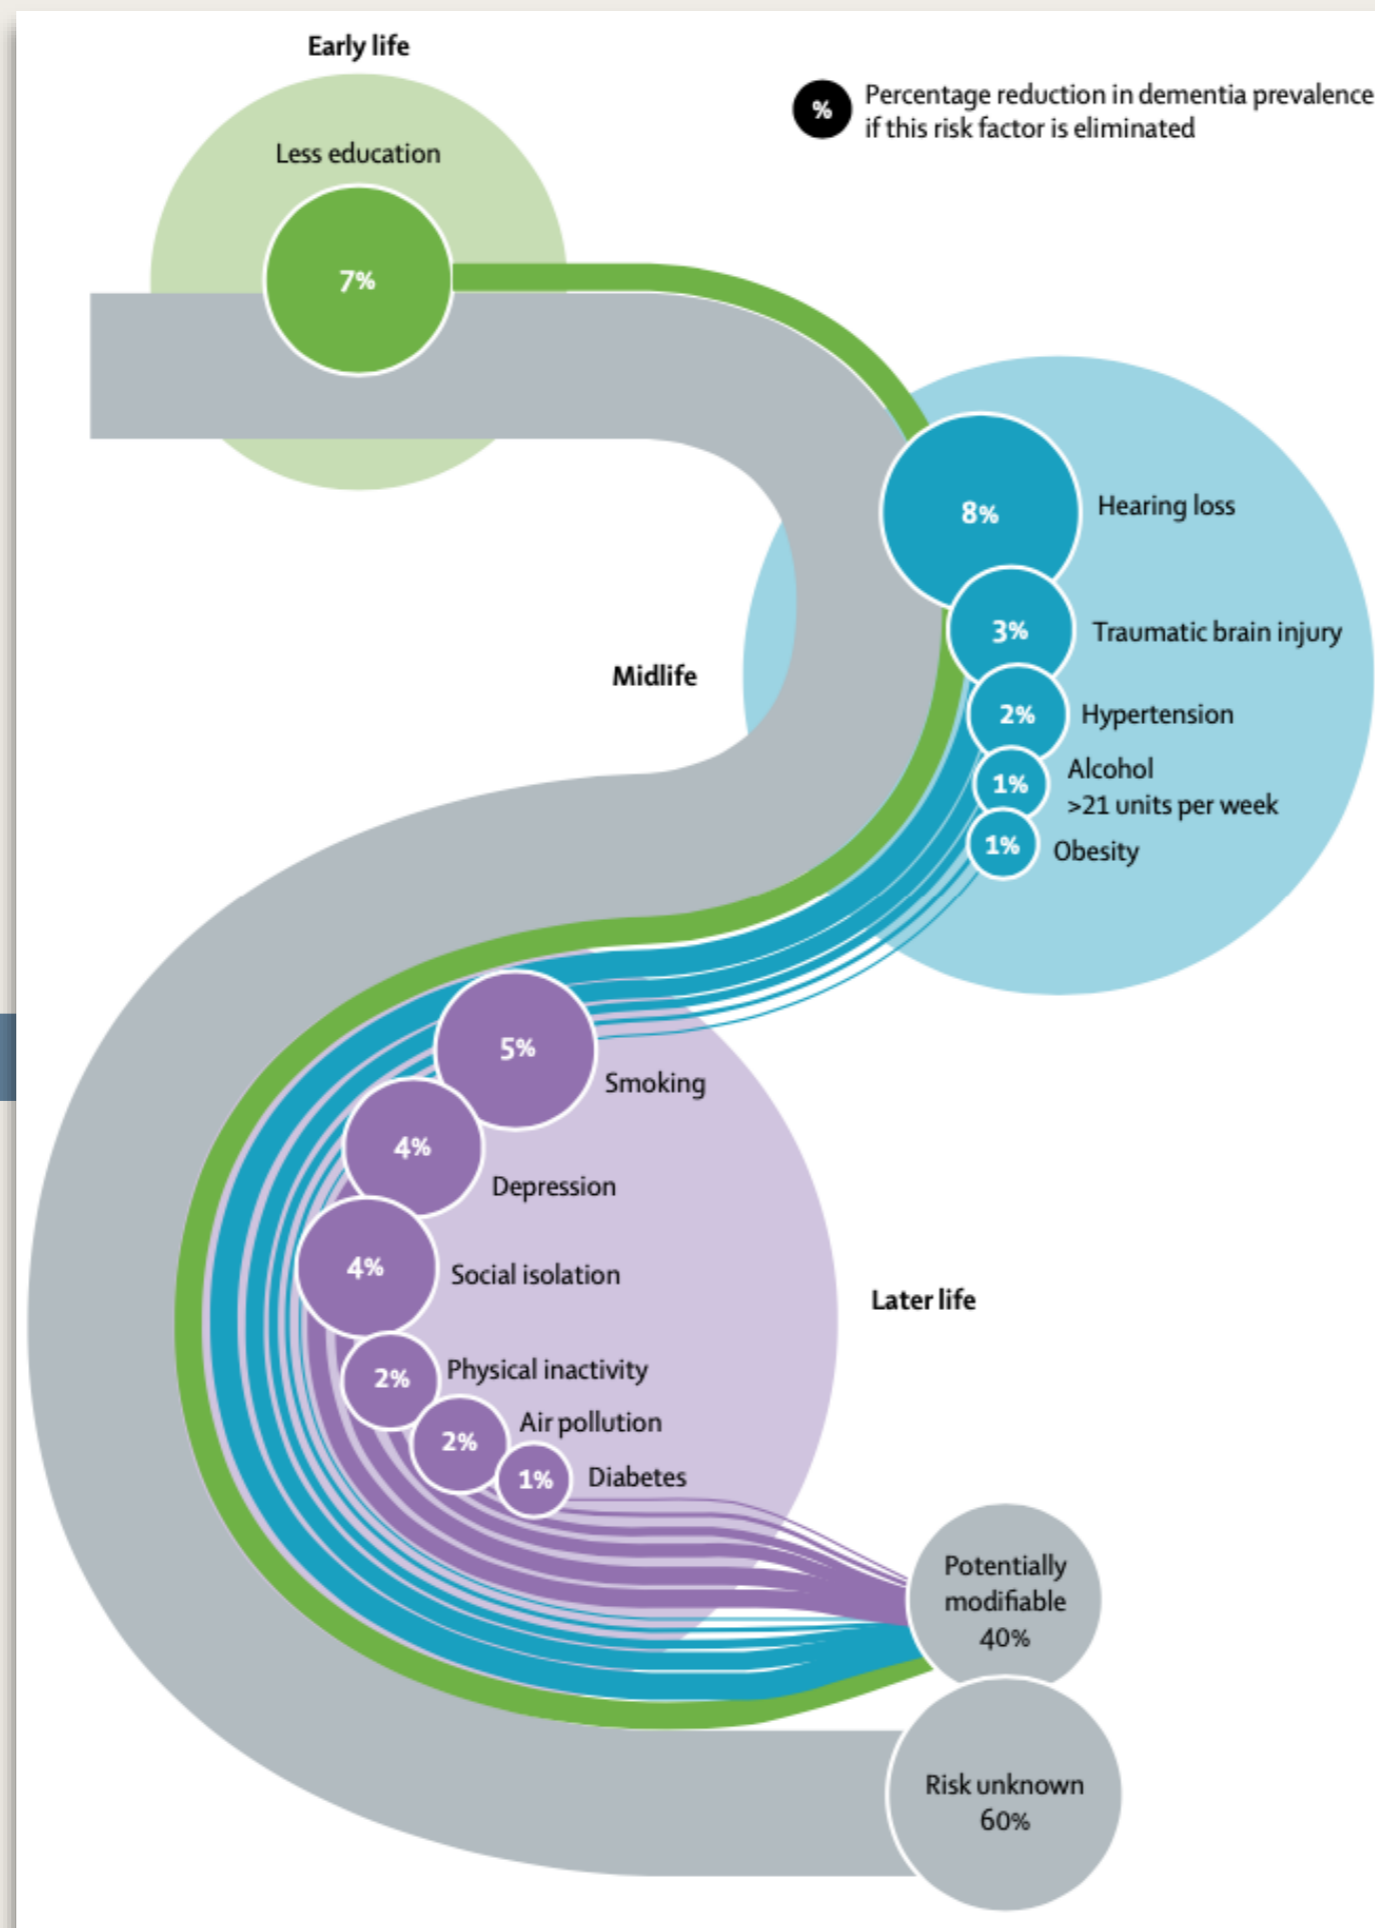 Early life
%
Percentage reduction in dementia prevalence
if this risk factor is eliminated
Less education
7%
8%
Hearing loss
3%
Traumatic brain injury
Midlife
2%
Hypertension
1%
Alcohol
>21 units per week
1%
Obesity
5%
Smoking
4%
Depression
4%
Social isolation
Later life
2%
Physical inactivity
2%
Air pollution
1%
Diabetes
Potentially
modifiable
40%
Risk unknown
60%